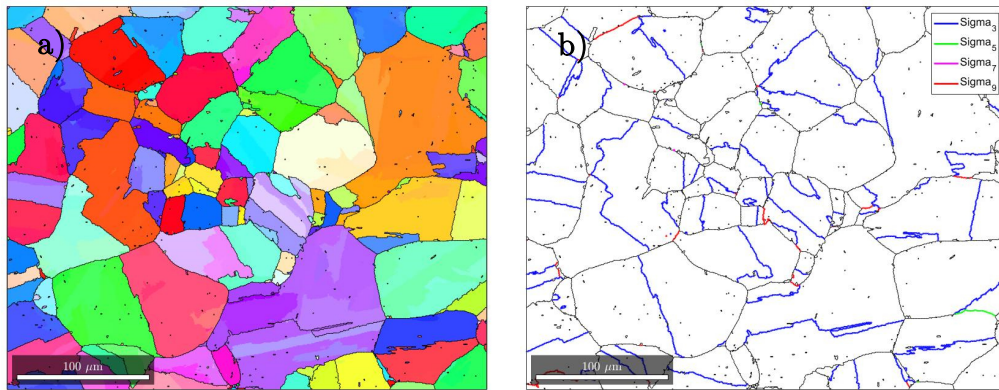 a)
b)
Sigma₃
Sigma₅
Sigma₇
Sigma₉
100 μm
100 μm